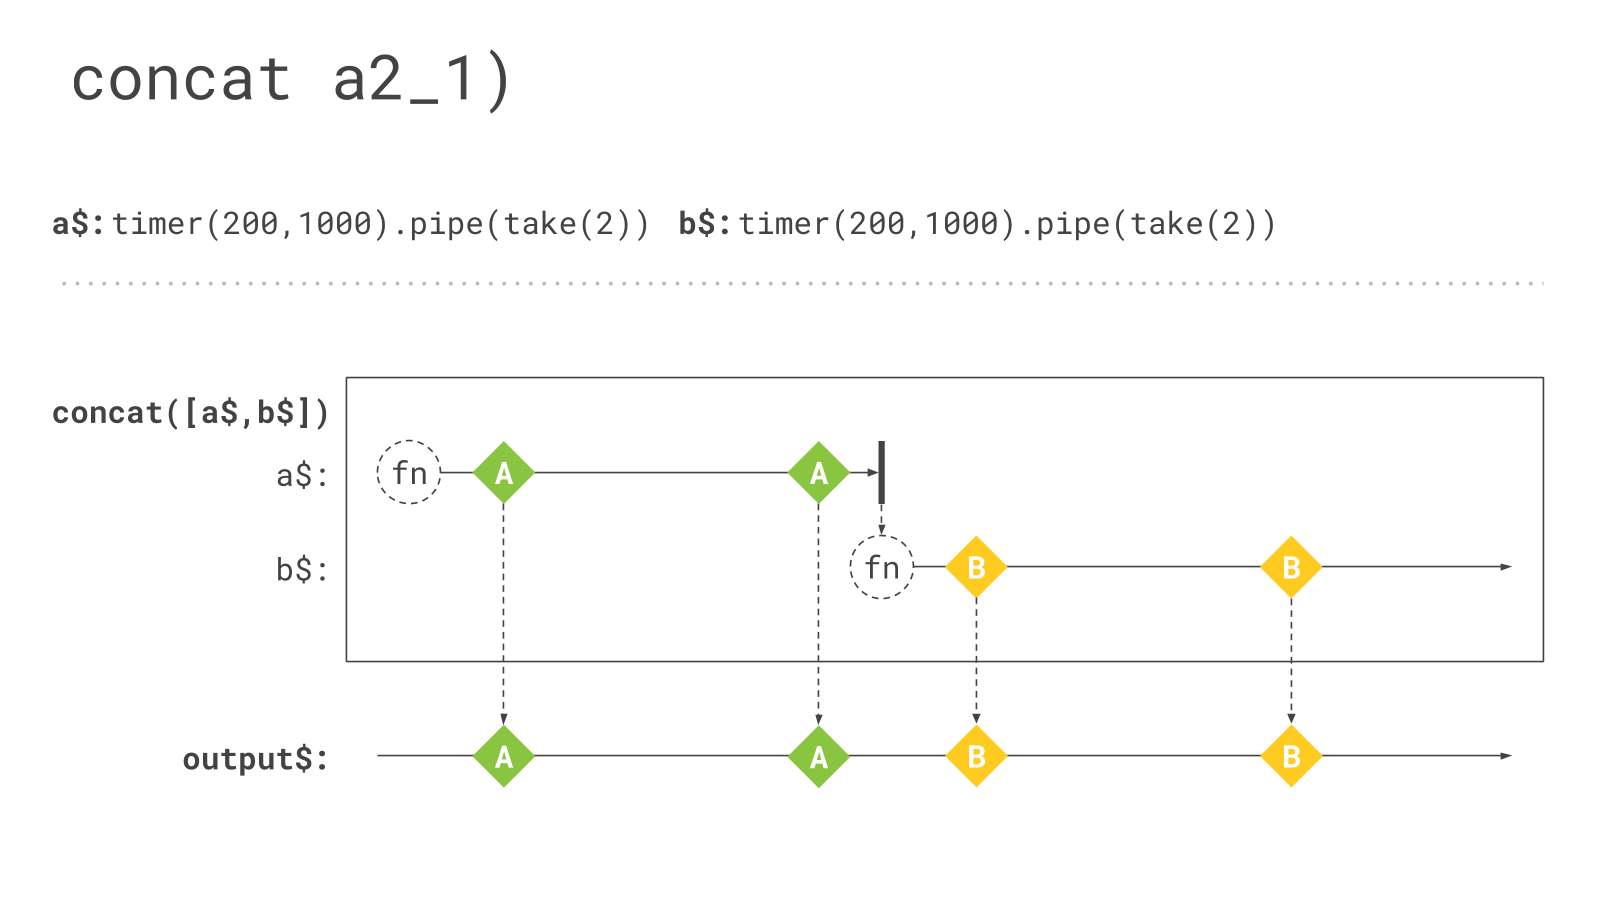 concat a2_1)
a$: timer(200,1000).pipe(take(2)) b$: timer(200,1000).pipe(take(2))
concat([a$,b$])
a$: fn A A
b$: fn B B
output$: A A B B